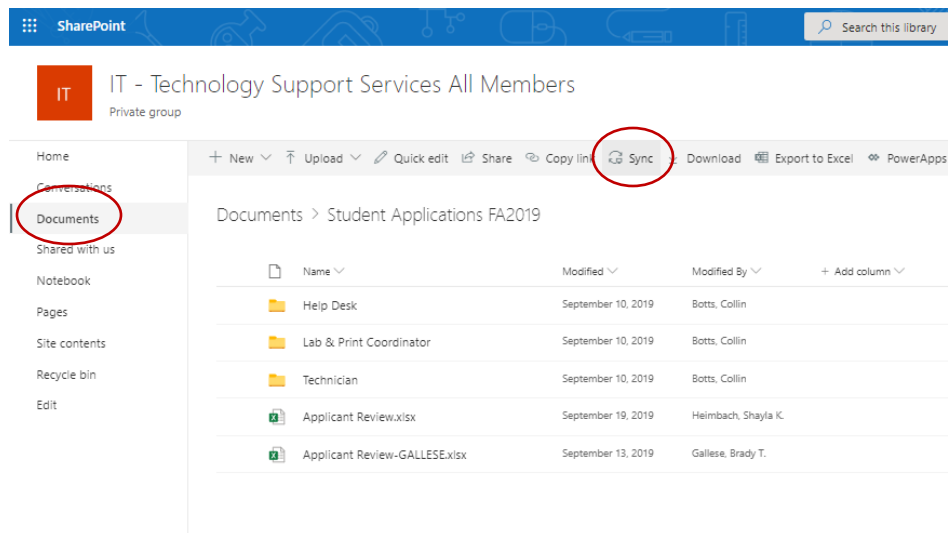 SharePoint
Search this library
IT
IT - Technology Support Services All Members
Private group
Home
Conversations
Documents
Shared with us
Notebook
Pages
Site contents
Recycle bin
Edit
+ New Upload Quick edit Share Copy link Sync Download Export to Excel PowerApps
Documents > Student Applications FA2019
Name Modified Modified By + Add column
Help Desk September 10, 2019 Botts, Collin
Lab & Print Coordinator September 10, 2019 Botts, Collin
Technician September 10, 2019 Botts, Collin
Applicant Review.xlsx September 19, 2019 Heimbach, Shayla K.
Applicant Review-GALLESE.xlsx September 13, 2019 Gallese, Brady T.